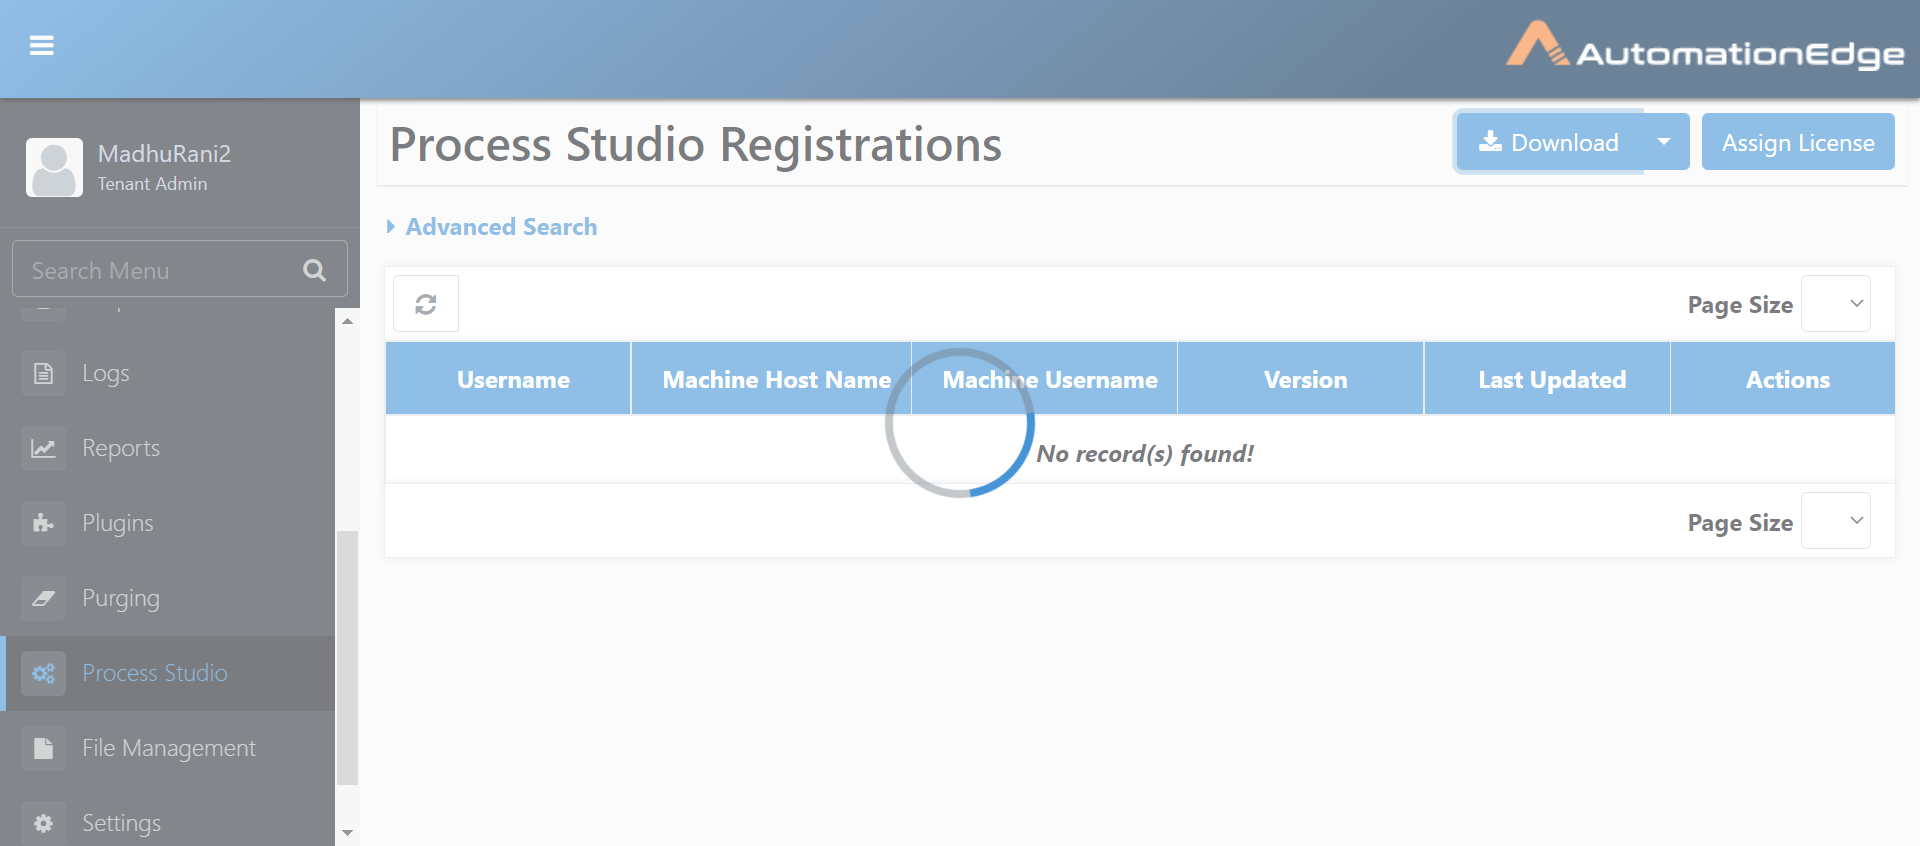 AutomationEdge
MadhuRani2
Tenant Admin
Search Menu
Logs
Reports
Plugins
Purging
Process Studio
File Management
Settings
Process Studio Registrations
Download
Assign License
Advanced Search
Page Size
Username Machine Host Name Machine Username Version Last Updated Actions
No record(s) found!
Page Size